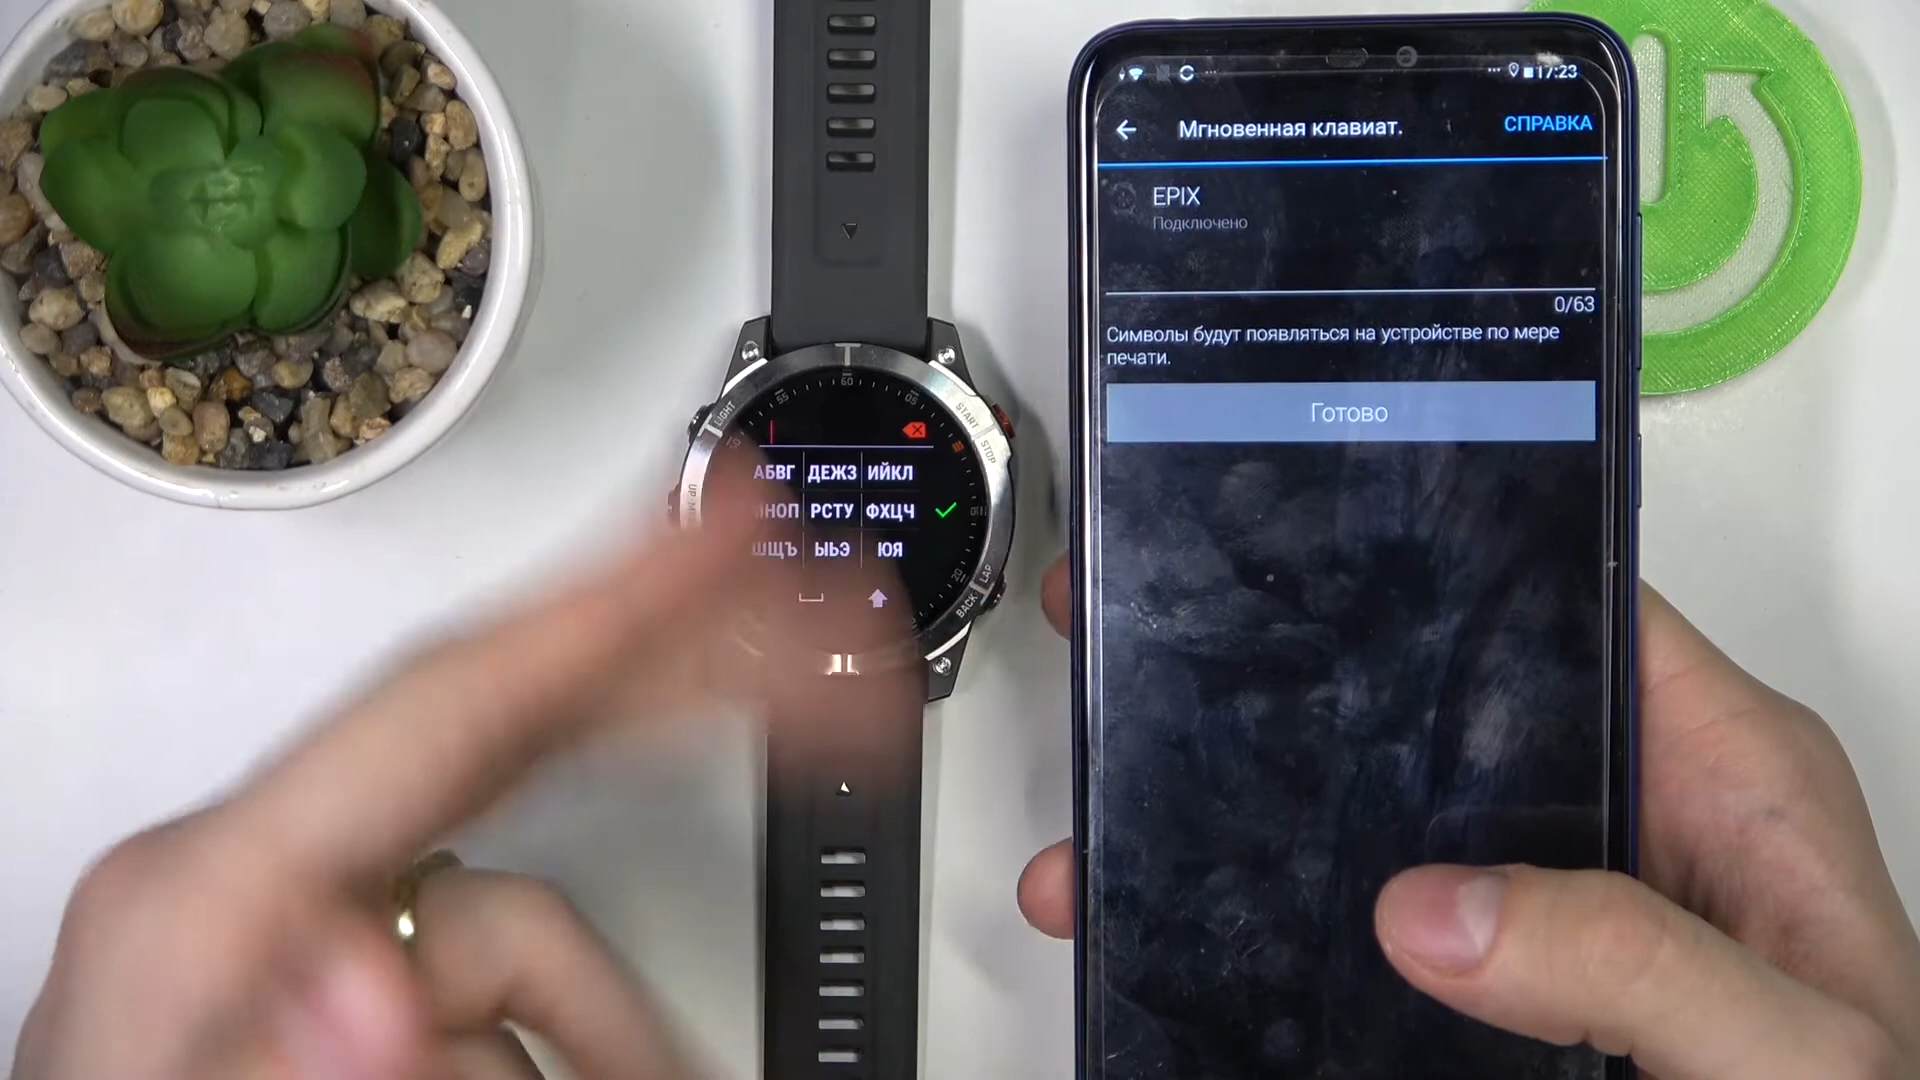 60
55
05
LIGHT
START
STOP
АБВГ ДЕЖЗ ИЙКЛ
НОП РСТУ ФХЦЧ
ШЩЪ ЫЬЭ ЮЯ
20
LAP
BACK
17:23
Мгновенная клавиат. СПРАВКА
EPIX
Подключено
0/63
Символы будут появляться на устройстве по мере
печати.
Готово